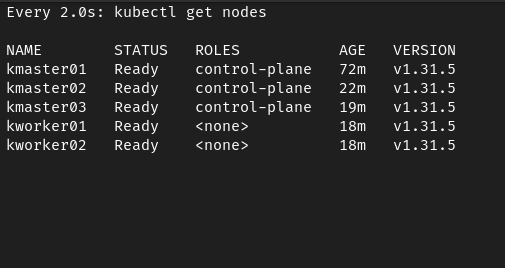 Every 2.0s: kubectl get nodes
NAME STATUS ROLES AGE VERSION
kmaster01 Ready control-plane 72m v1.31.5
kmaster02 Ready control-plane 22m v1.31.5
kmaster03 Ready control-plane 19m v1.31.5
kworker01 Ready <none> 18m v1.31.5
kworker02 Ready <none> 18m v1.31.5